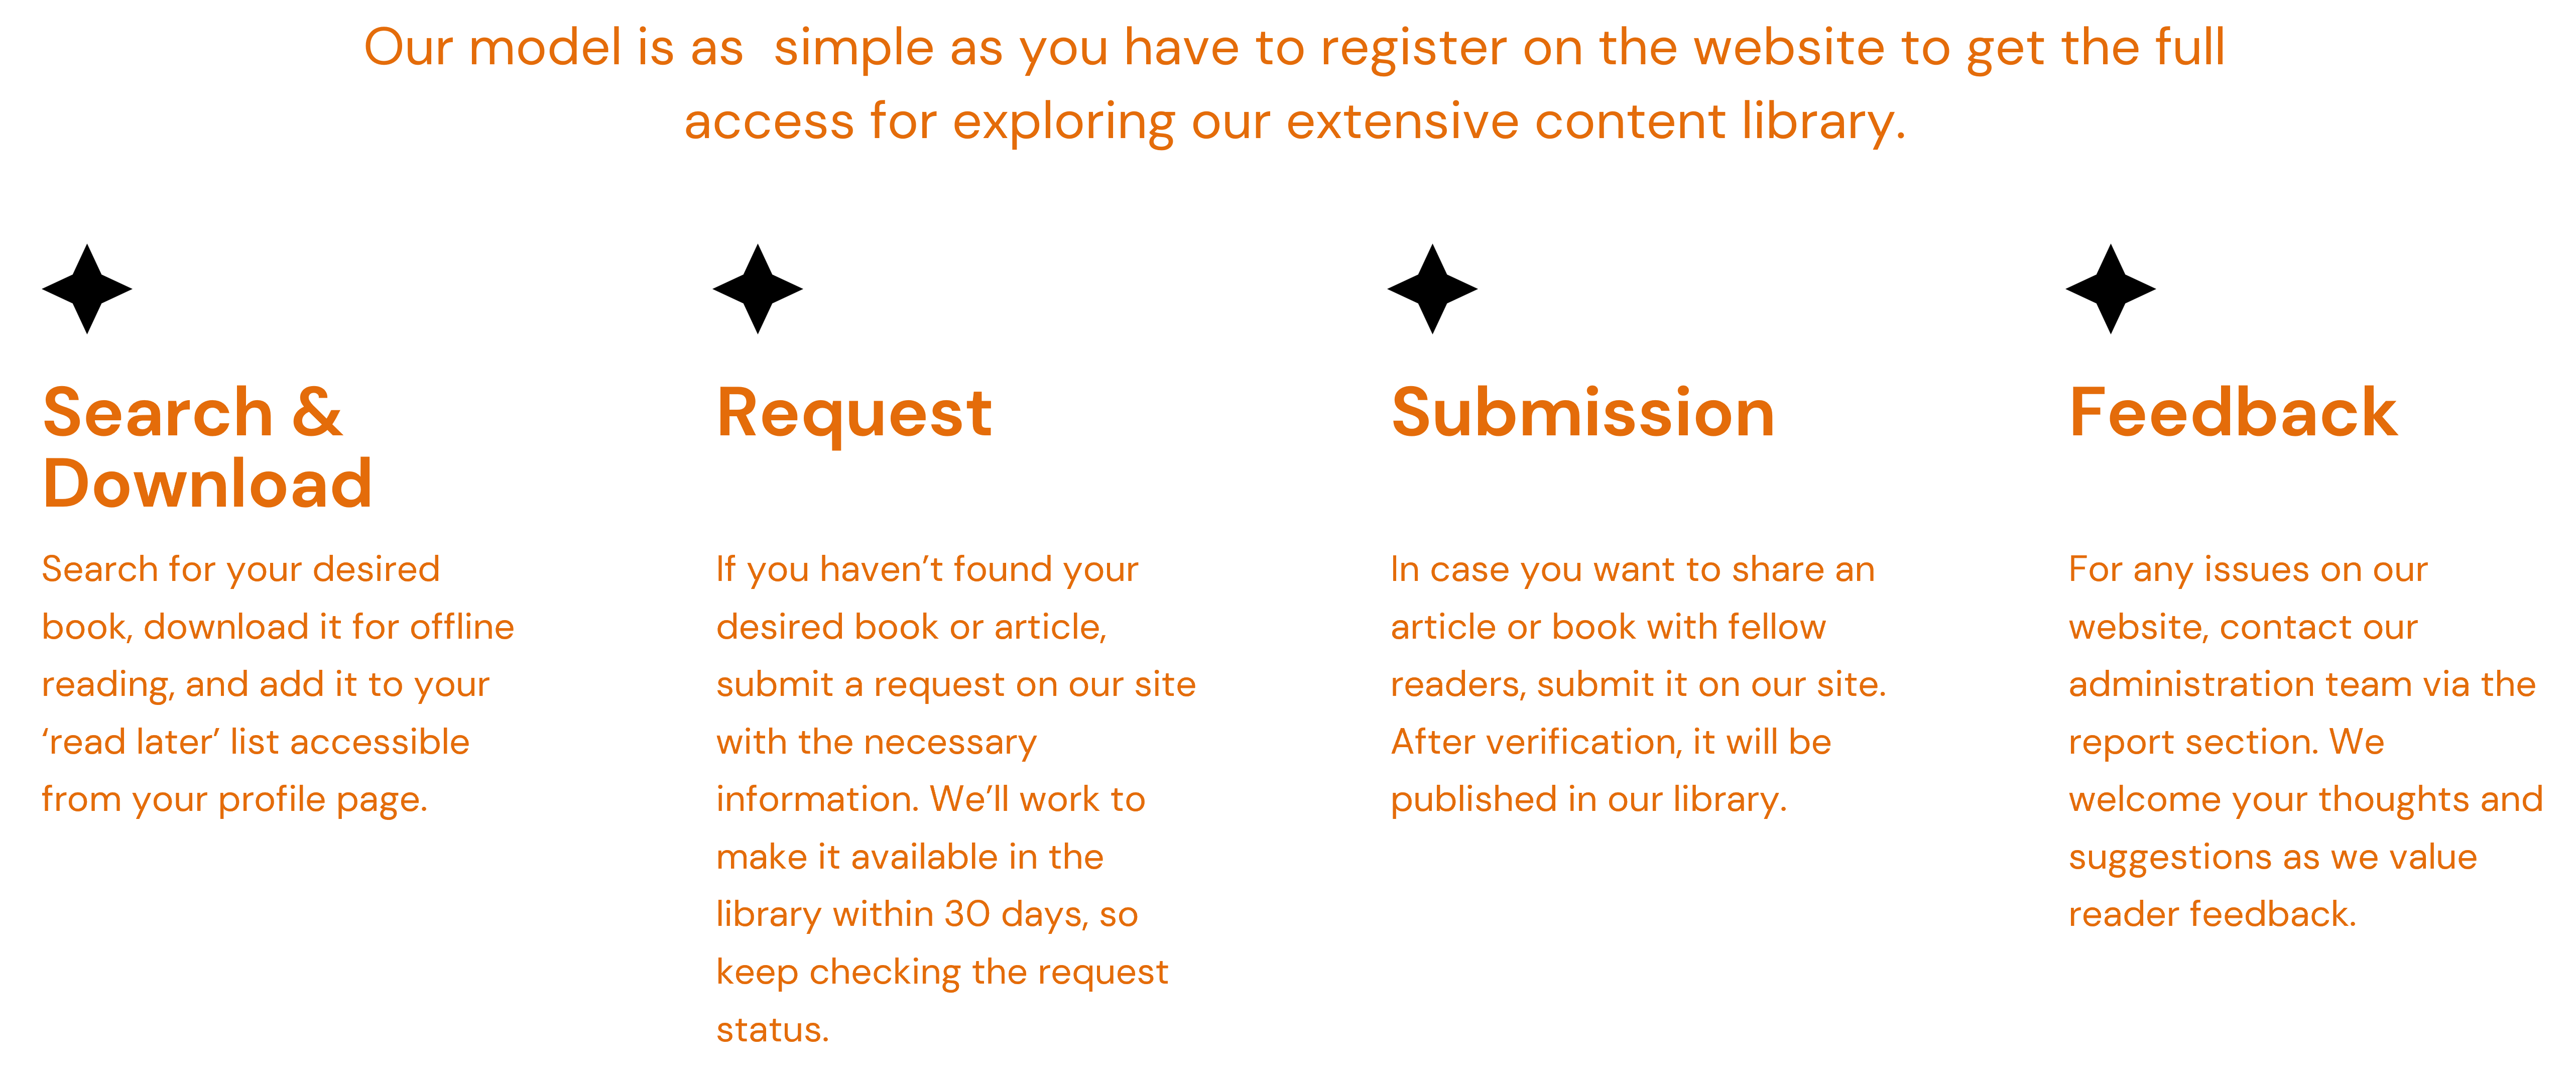 Our model is as  simple as you have to register on the website to get the full
access for exploring our extensive content library.
Search &
Download
Search for your desired
book, download it for offline
reading, and add it to your
‘read later’ list accessible
from your profile page.
Request
If you haven’t found your
desired book or article,
submit a request on our site
with the necessary
information. We’ll work to
make it available in the
library within 30 days, so
keep checking the request
status.
Submission
In case you want to share an
article or book with fellow
readers, submit it on our site.
After verification, it will be
published in our library.
Feedback
For any issues on our
website, contact our
administration team via the
report section. We
welcome your thoughts and
suggestions as we value
reader feedback.